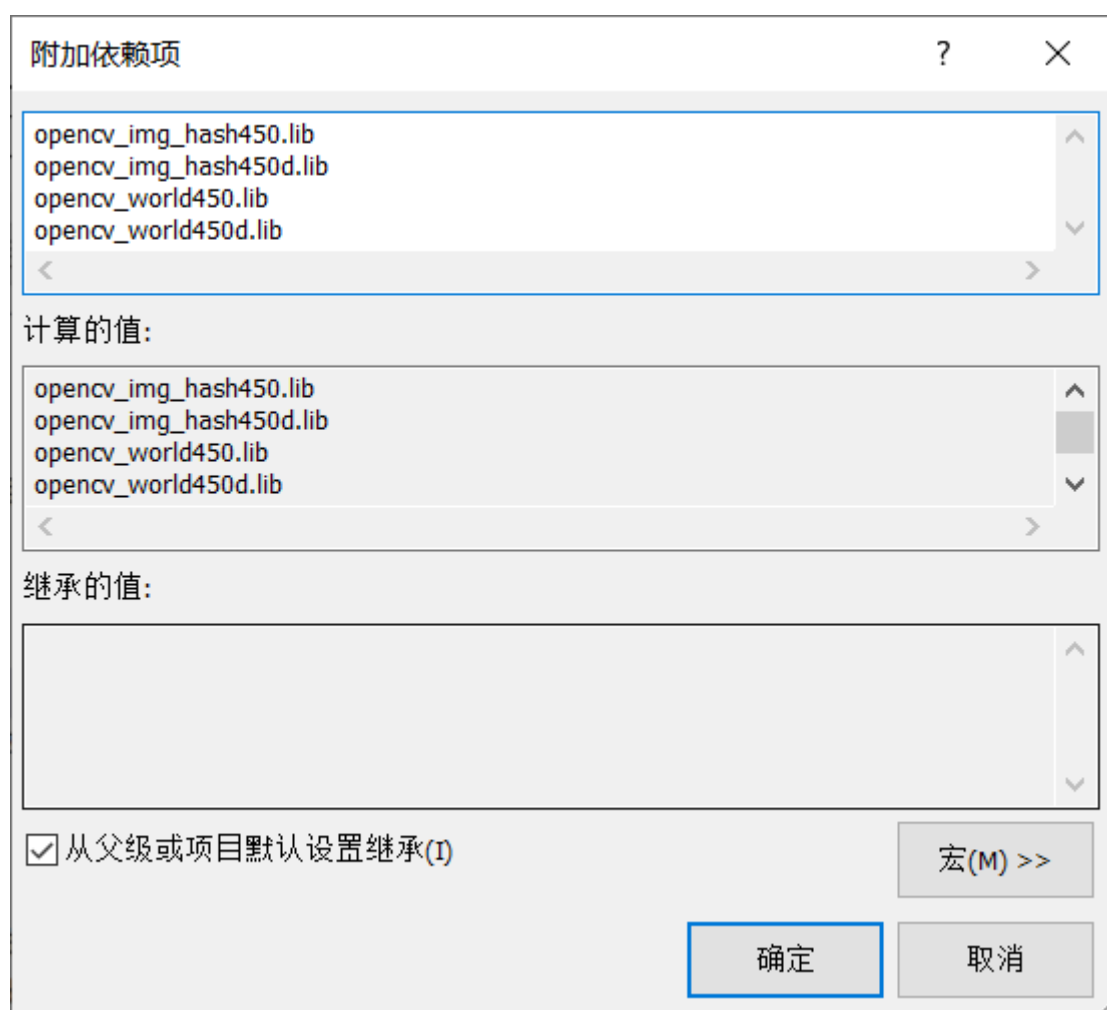 附加依赖项
?
opencv_img_hash450.lib
opencv_img_hash450d.lib
opencv_world450.lib
opencv_world450d.lib
计算的值:
opencv_img_hash450.lib
opencv_img_hash450d.lib
opencv_world450.lib
opencv_world450d.lib
继承的值:
从父级或项目默认设置继承(I)
宏(M) >>
确定
取消